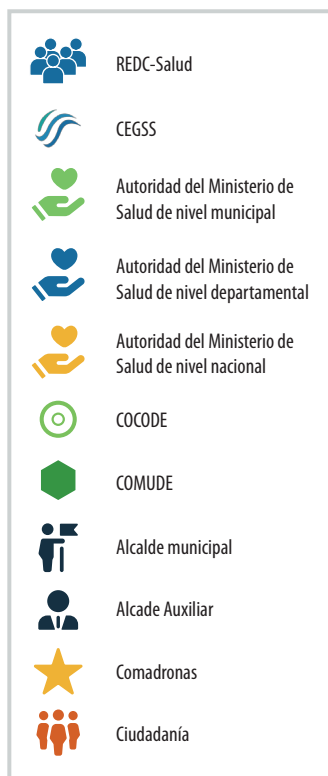 REDC-Salud
CEGSS
Autoridad del Ministerio de
Salud de nivel municipal
Autoridad del Ministerio de
Salud de nivel departamental
Autoridad del Ministerio de
Salud de nivel nacional
COCODE
COMUDE
Alcalde municipal
Alcade Auxiliar
Comadronas
Ciudadanía